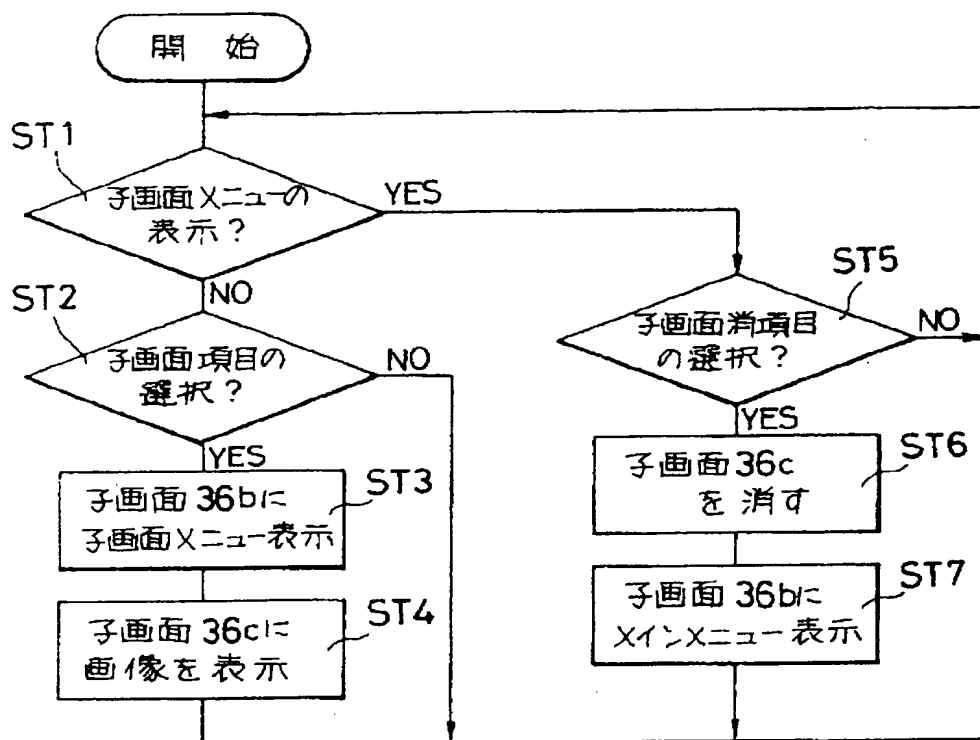 開始
ST1
子画面メニューの
表示?
YES
NO
ST2
子画面項目の
選択?
NO
YES
子画面36bに
子画面メニュー表示
ST3
子画面36cに
画像を表示
ST4
ST5
子画面消項目
の選択?
NO
YES
子画面36c
を消す
ST6
子画面36bに
メインメニュー表示
ST7